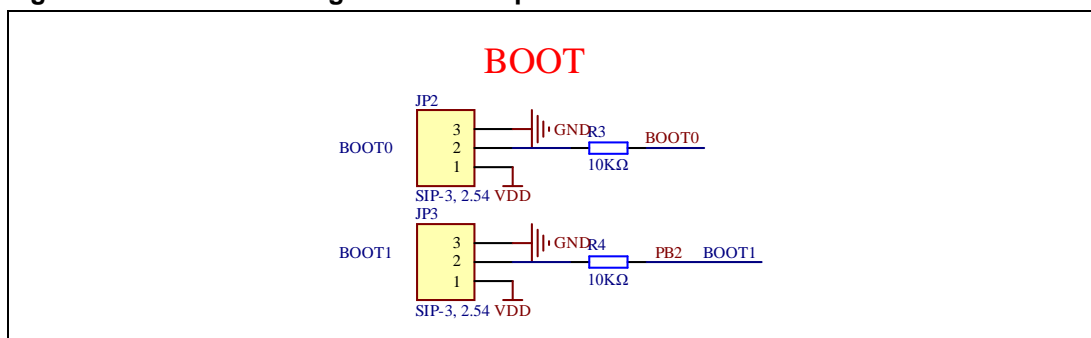 BOOT
JP2
BOOT0
3
2
1
GND
R3
BOOT0
10KΩ
SIP-3, 2.54 VDD
JP3
BOOT1
3
2
1
GND
R4
PB2 BOOT1
10KΩ
SIP-3, 2.54 VDD